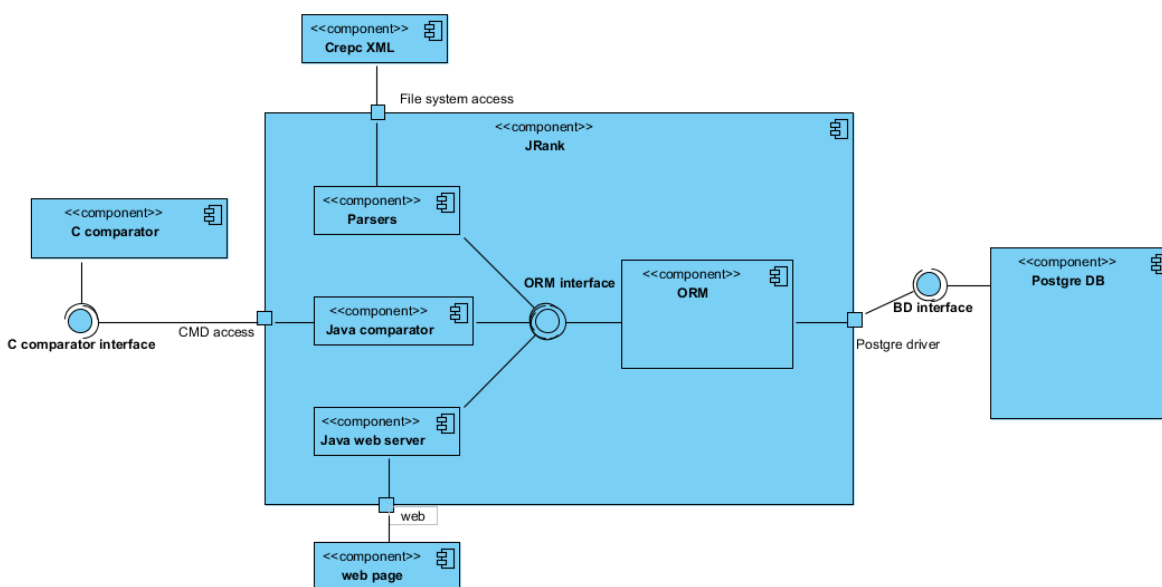 <<component>>
Crepc XML
File system access
<<component>>
JRank
<<component>>
Parsers
<<component>>
C comparator
ORM interface
<<component>>
ORM
<<component>>
Postgre DB
BD interface
<<component>>
Java comparator
CMD access
C comparator interface
Postgre driver
<<component>>
Java web server
web
<<component>>
web page